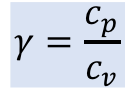 γ = c_p / c_v